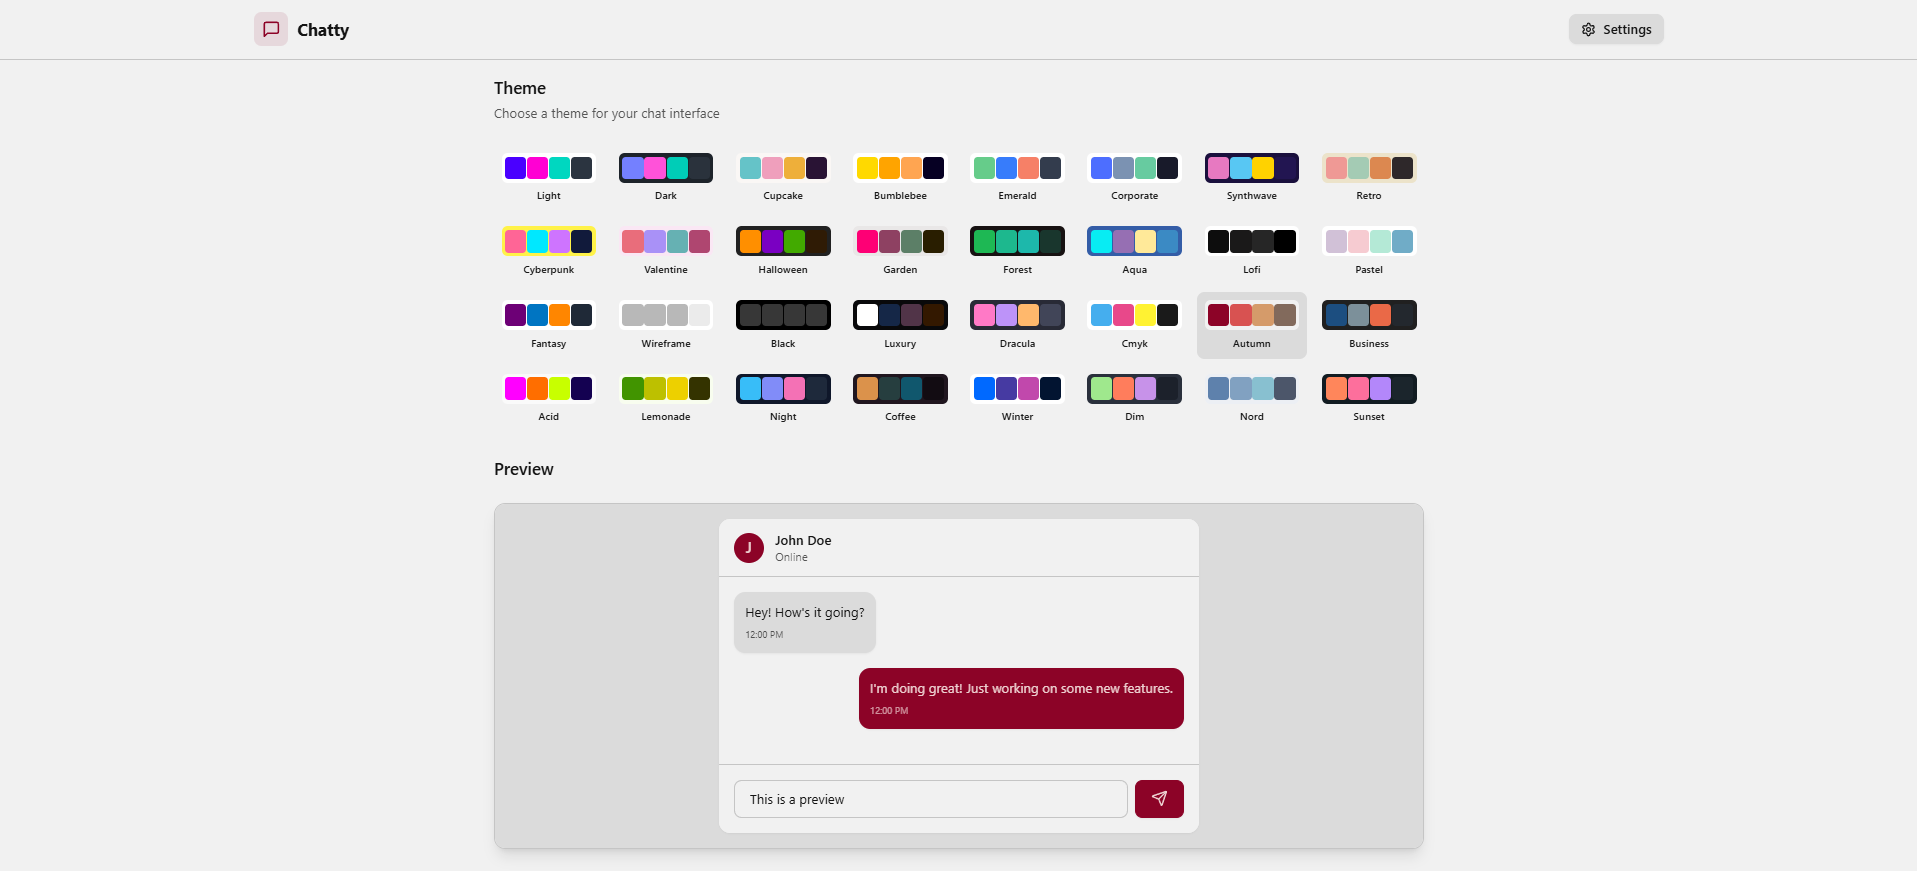 Chatty
Settings
Theme
Choose a theme for your chat interface
Light
Dark
Cupcake
Bumblebee
Emerald
Corporate
Synthwave
Retro
Cyberpunk
Valentine
Halloween
Garden
Forest
Aqua
Lofi
Pastel
Fantasy
Wireframe
Black
Luxury
Dracula
Cmyk
Autumn
Business
Acid
Lemonade
Night
Coffee
Winter
Dim
Nord
Sunset
Preview
J
John Doe
Online
Hey! How's it going?
12:00 PM
I'm doing great! Just working on some new features.
12:00 PM
This is a preview